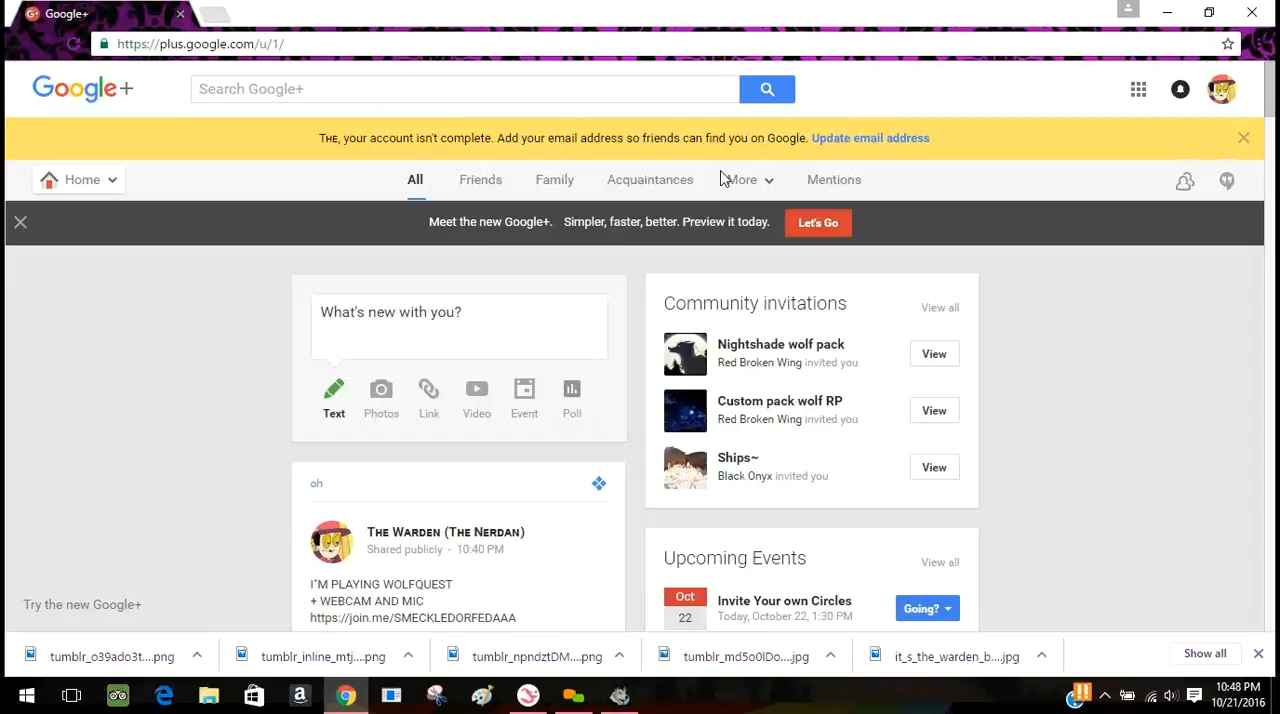 Google+
https://plus.google.com/u/1/
Google+
Search Google+
The, your account isn't complete. Add your email address so friends can find you on Google. Update email address
Home
All
Friends
Family
Acquaintances
More
Mentions
Meet the new Google+. Simpler, faster, better. Preview it today.
Let's Go
What's new with you?
Text
Photos
Link
Video
Event
Poll
Community invitations
View all
Nightshade wolf pack
Red Broken Wing invited you
View
Custom pack wolf RP
Red Broken Wing invited you
View
Ships~
Black Onyx invited you
View
oh
The Warden (The Nerdan)
Shared publicly - 10:40 PM
I"M PLAYING WOLFQUEST
+ WEBCAM AND MIC
https://join.me/SMECKLEDORFEDAAA
Upcoming Events
View all
Oct
22
Invite Your own Circles
Today, October 22, 1:30 PM
Going?
Try the new Google+
tumblr_o39ado3t....png
tumblr_inline_mtj....png
tumblr_npndztDM....png
tumblr_md5o0lDo....jpg
it_s_the_warden_b....jpg
Show all
10:48 PM
10/21/2016